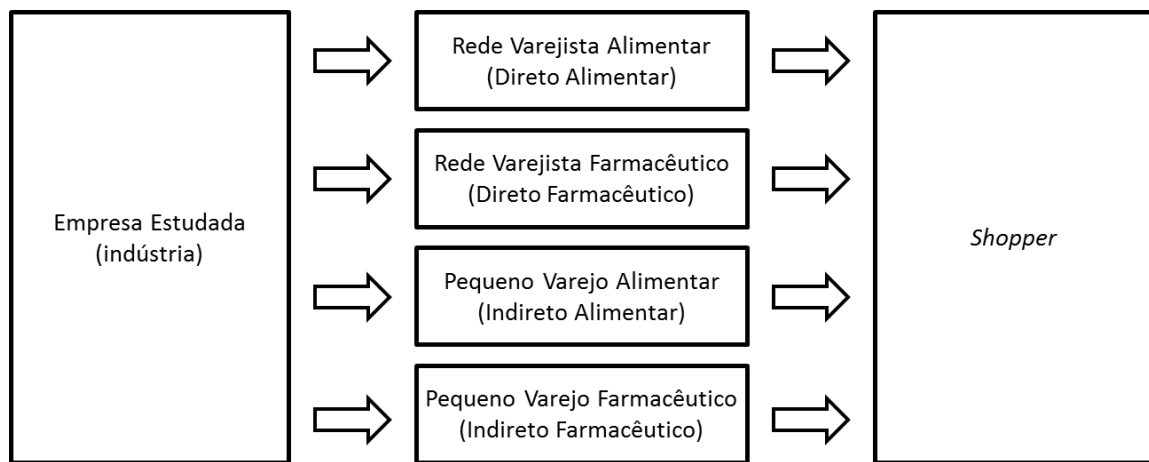 Empresa Estudada
(indústria)
Rede Varejista Alimentar
(Direto Alimentar)
Rede Varejista Farmacêutico
(Direto Farmacêutico)
Pequeno Varejo Alimentar
(Indireto Alimentar)
Pequeno Varejo Farmacêutico
(Indireto Farmacêutico)
Shopper